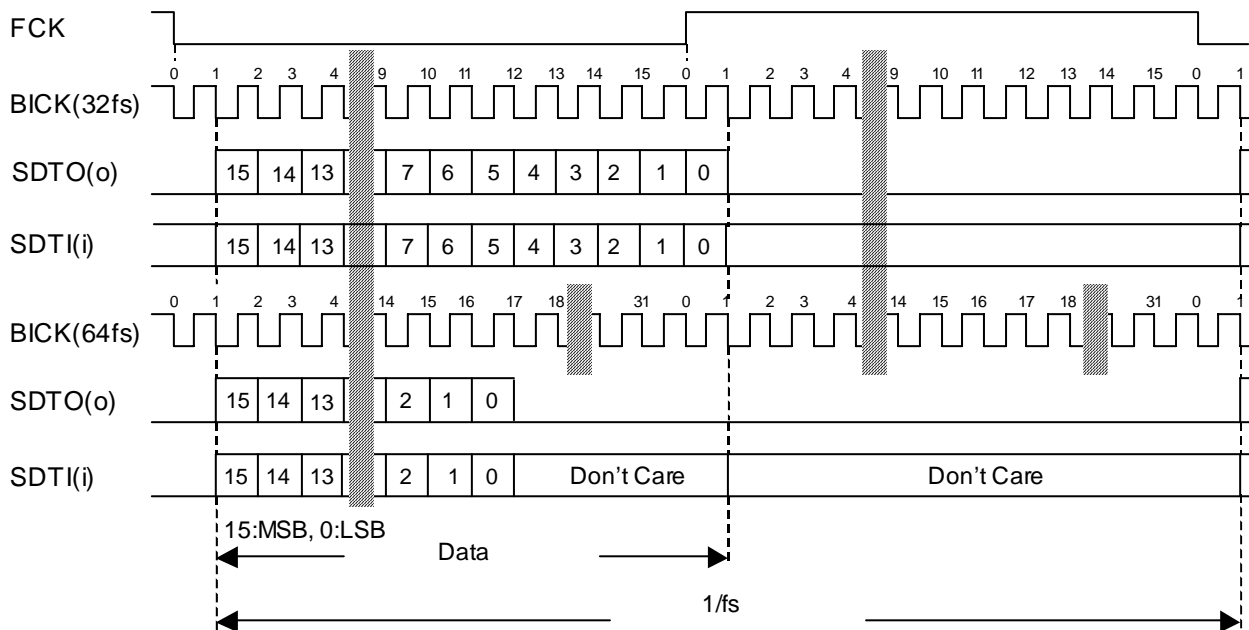 FCK
0 1 2 3 4 9 10 11 12 13 14 15 0 1 2 3 4 9 10 11 12 13 14 15 0 1
BICK(32fs)
SDTO(o) 15 14 13 7 6 5 4 3 2 1 0
SDTI(i) 15 14 13 7 6 5 4 3 2 1 0
0 1 2 3 4 14 15 16 17 18 31 0 1 2 3 4 14 15 16 17 18 31 0 1
BICK(64fs)
SDTO(o) 15 14 13 2 1 0
SDTI(i) 15 14 13 2 1 0 Don't Care Don't Care
15:MSB, 0:LSB
Data
1/fs